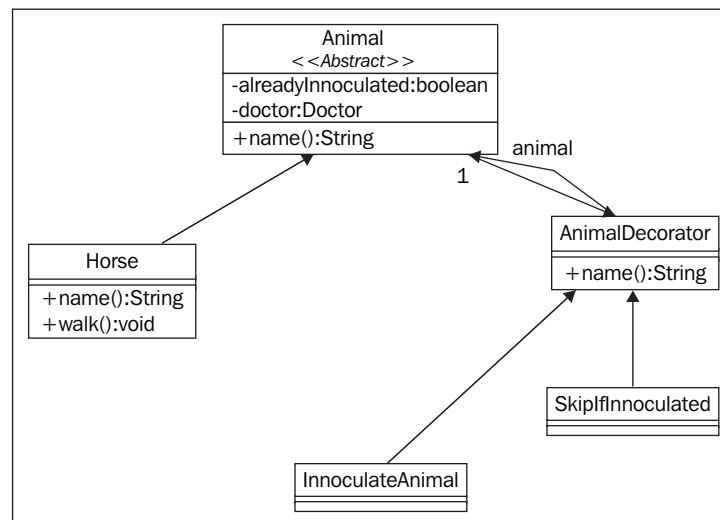 Animal
<<Abstract>>
-alreadyInnoculated:boolean
-doctor:Doctor
+name():String
animal
1
AnimalDecorator
+name():String
Horse
+name():String
+walk():void
SkipIfInnoculated
InnoculateAnimal